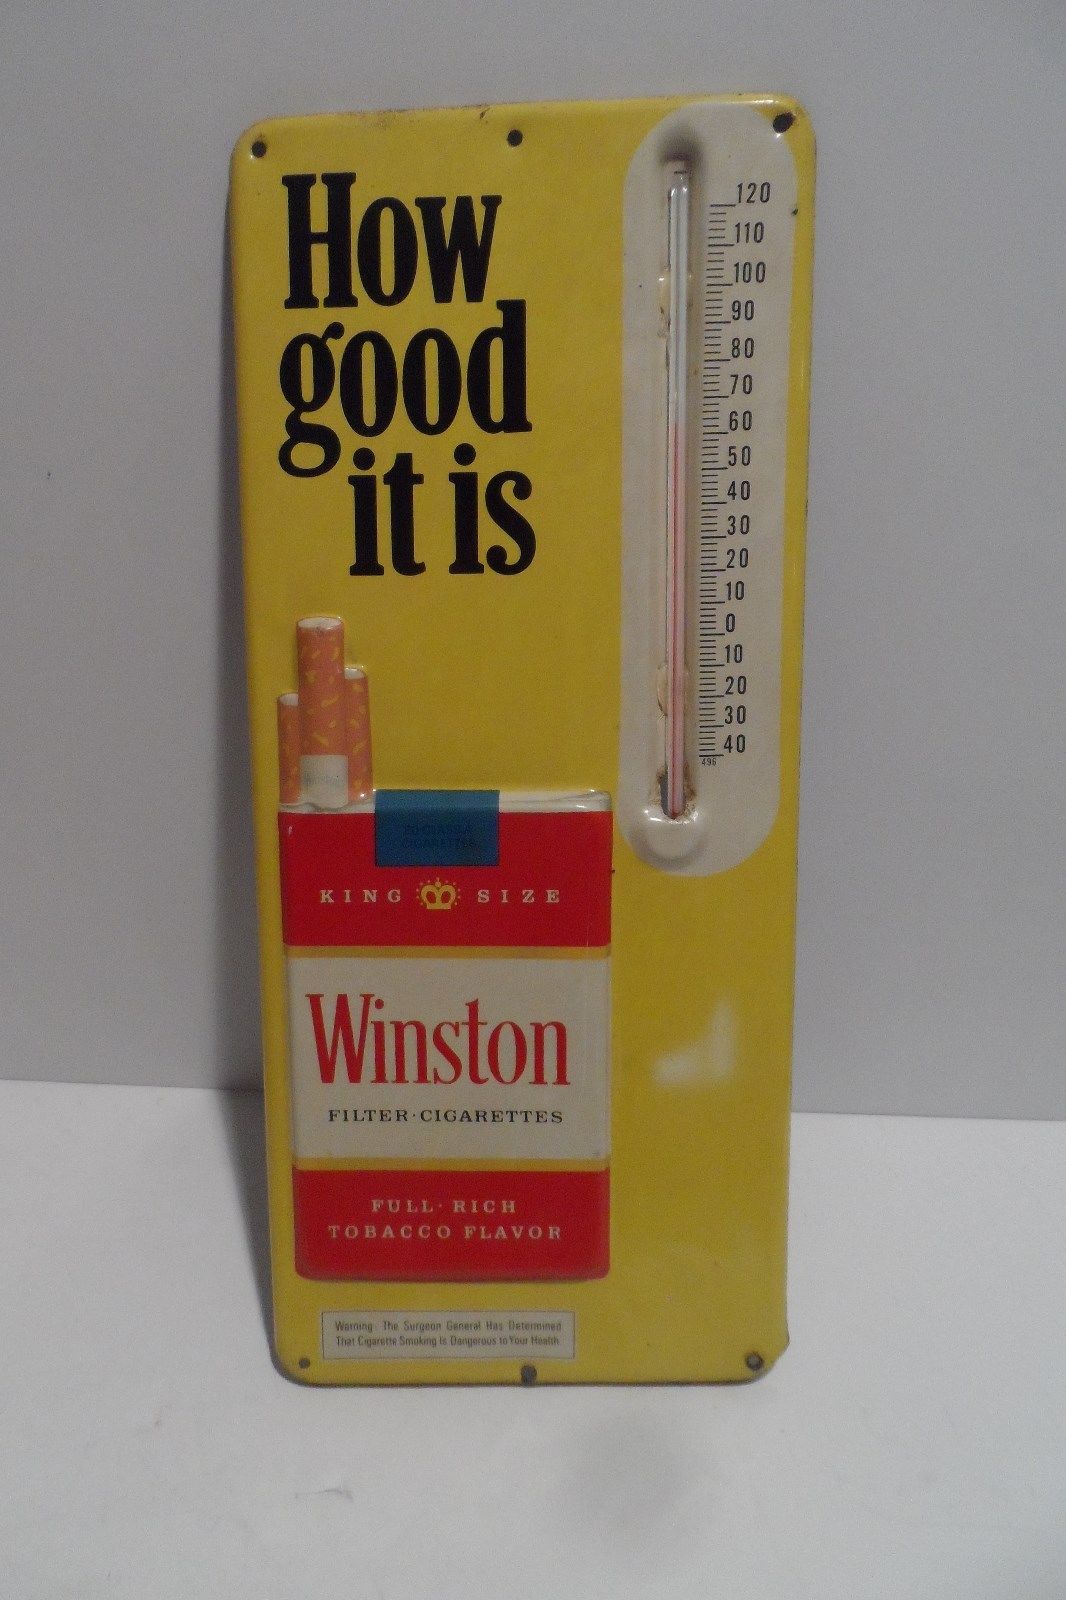 How
good
it is
120
110
100
90
80
70
60
50
40
30
20
10
0
10
20
30
40
496
KING SIZE
Winston
FILTER·CIGARETTES
FULL·RICH
TOBACCO FLAVOR
Warning: The Surgeon General Has Determined
That Cigarette Smoking Is Dangerous to Your Health